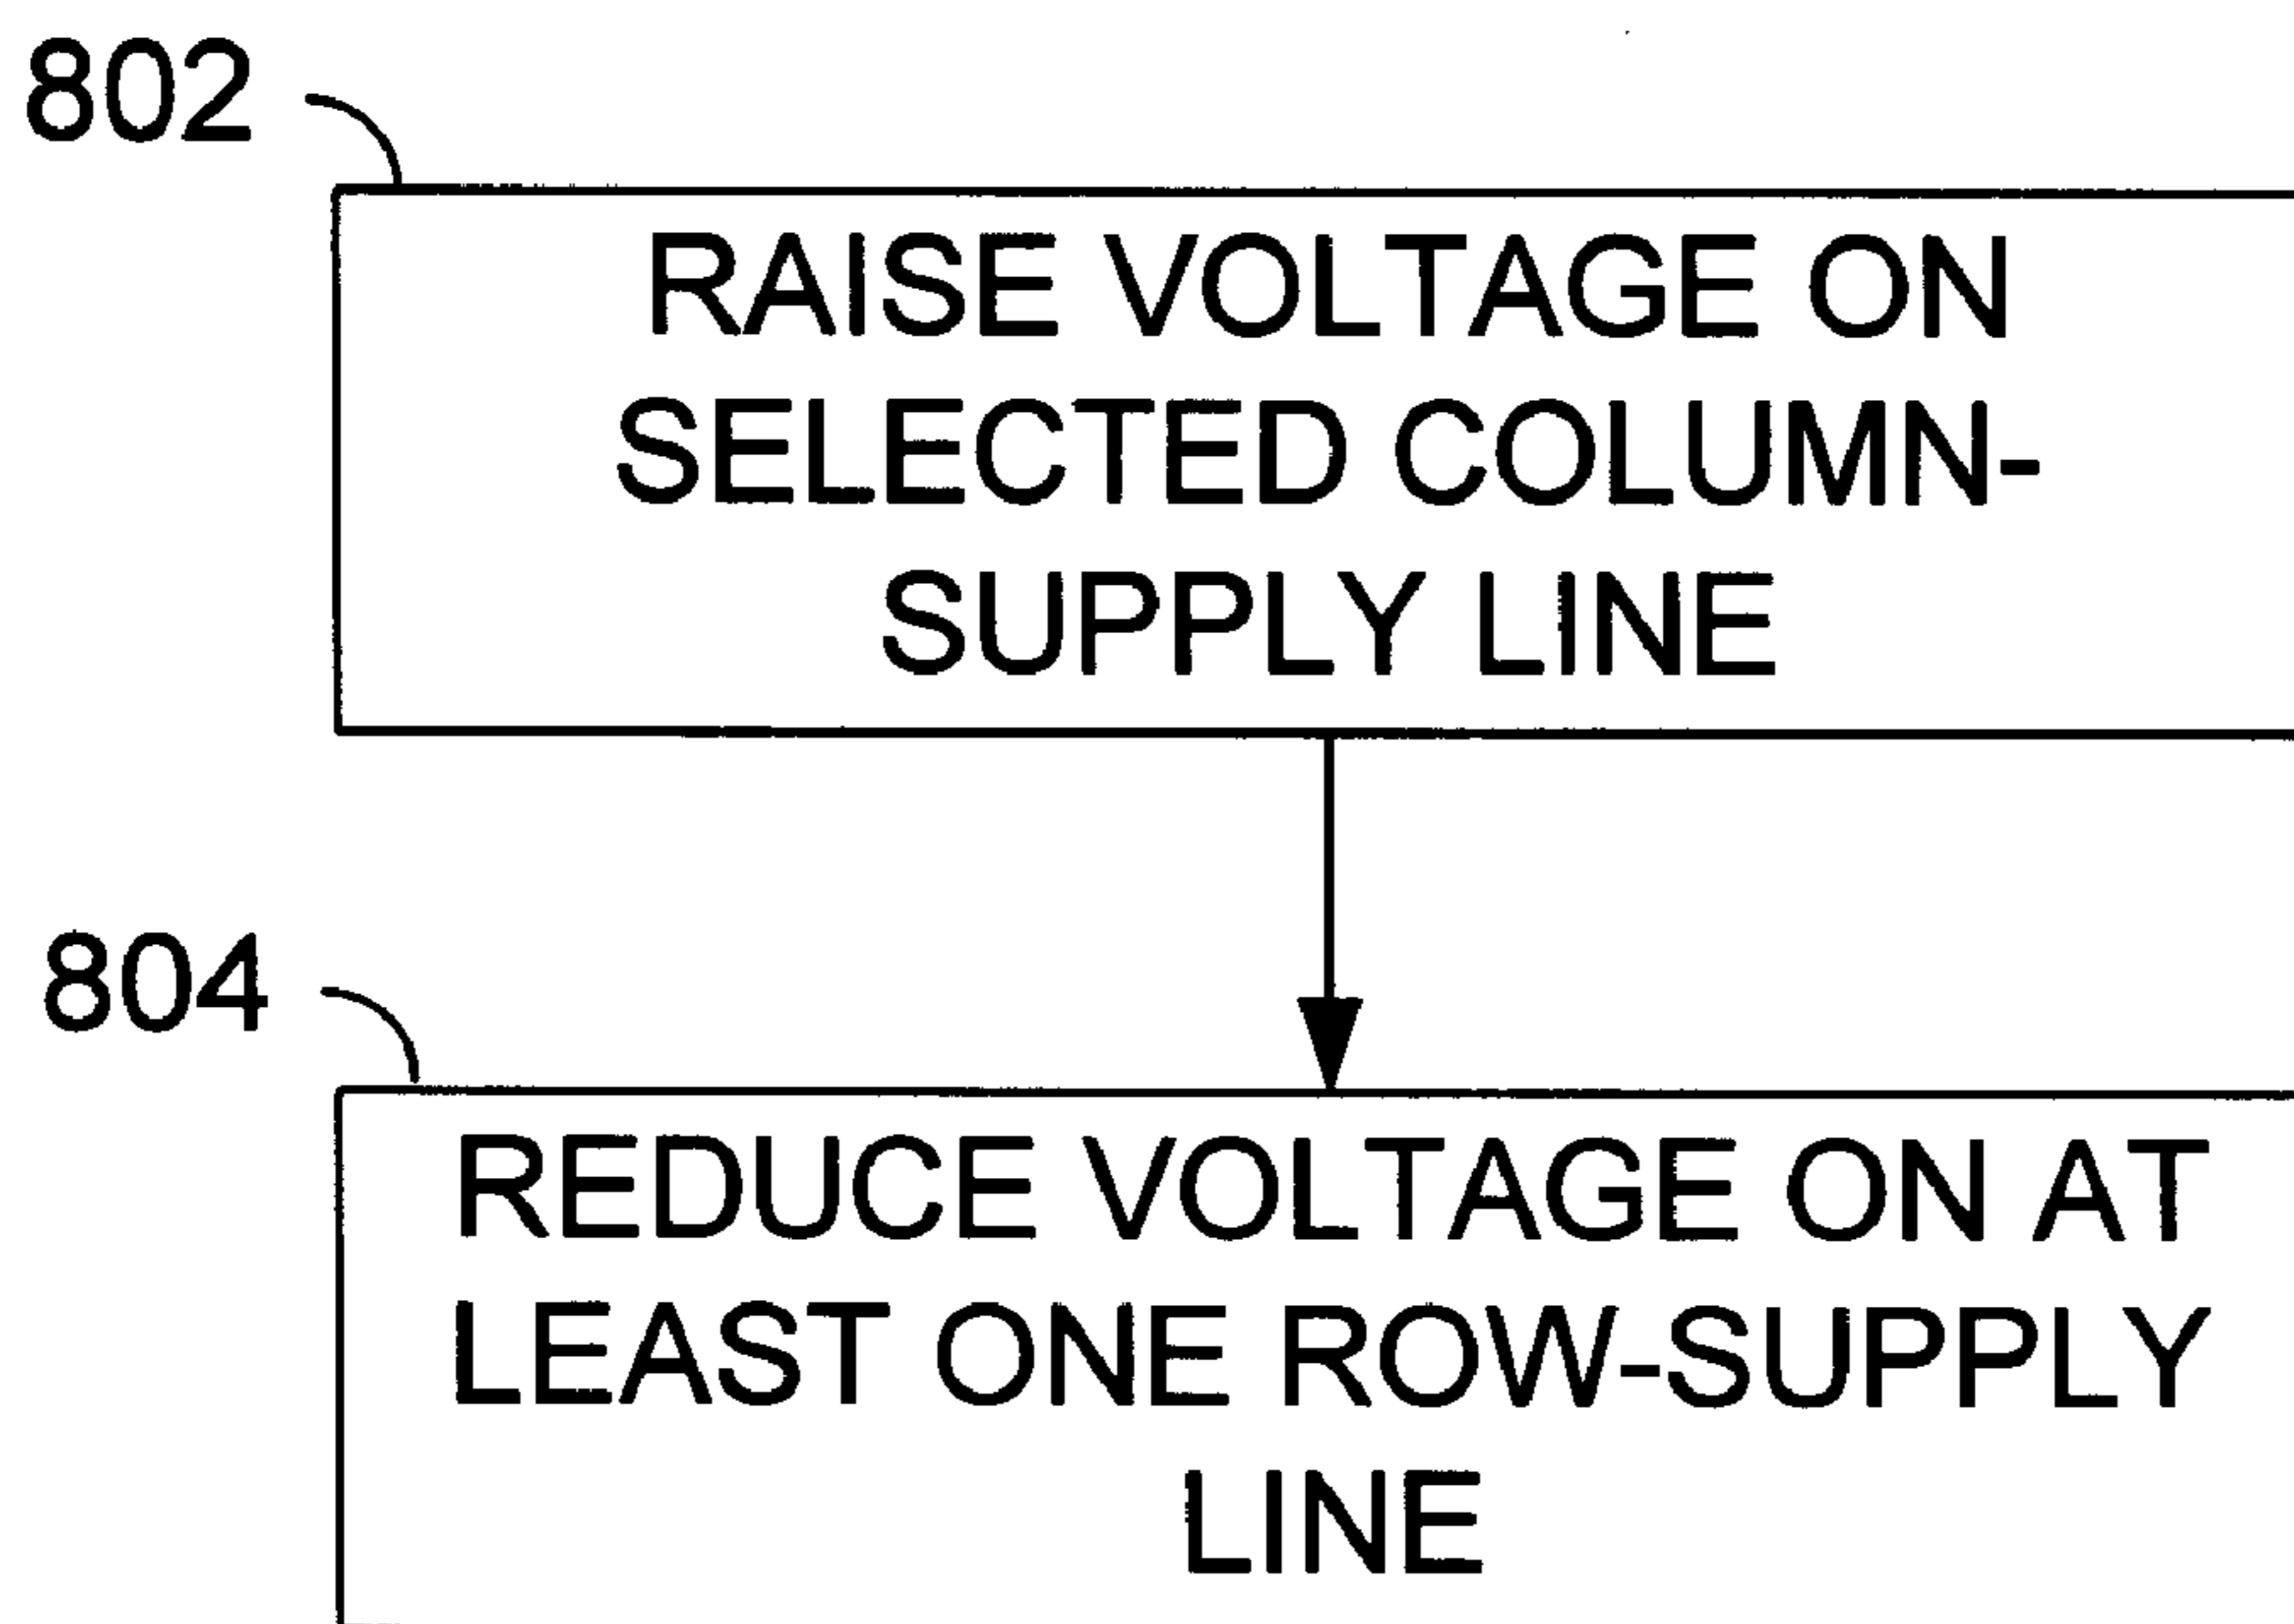 802
RAISE VOLTAGE ON
SELECTED COLUMN-
SUPPLY LINE
804
REDUCE VOLTAGE ON AT
LEAST ONE ROW-SUPPLY
LINE